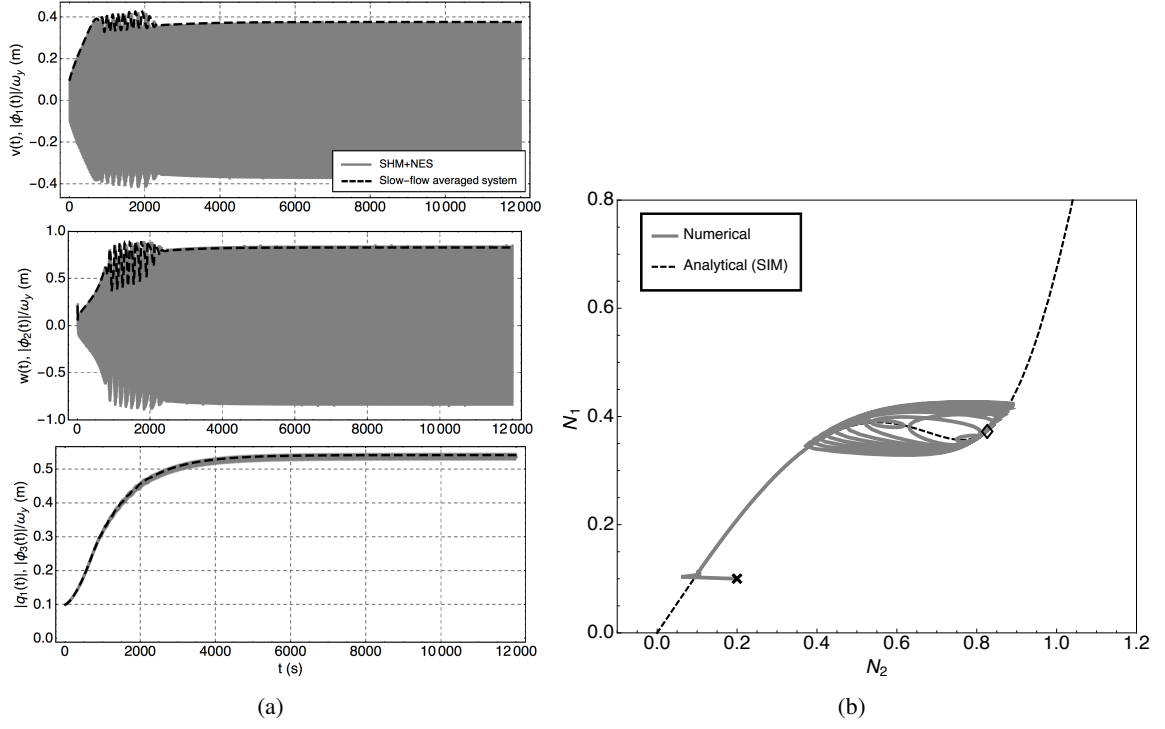 v(t), |ϕ₁(t)|/ω_y (m)
0.4
0.2
0.0
−0.2
−0.4
SHM+NES
Slow−flow averaged system
0 2000 4000 6000 8000 10 000 12 000
w(t), |ϕ₂(t)|/ω_y (m)
1.0
0.5
0.0
−0.5
−1.0
0 2000 4000 6000 8000 10 000 12 000
|q₁(t)|, |ϕ₃(t)|/ω_y (m)
0.5
0.4
0.3
0.2
0.1
0.0
0 2000 4000 6000 8000 10 000 12 000
t (s)
(a)
N₁
0.8
0.6
0.4
0.2
0.0
Numerical
Analytical (SIM)
0.0 0.2 0.4 0.6 0.8 1.0 1.2
N₂
(b)